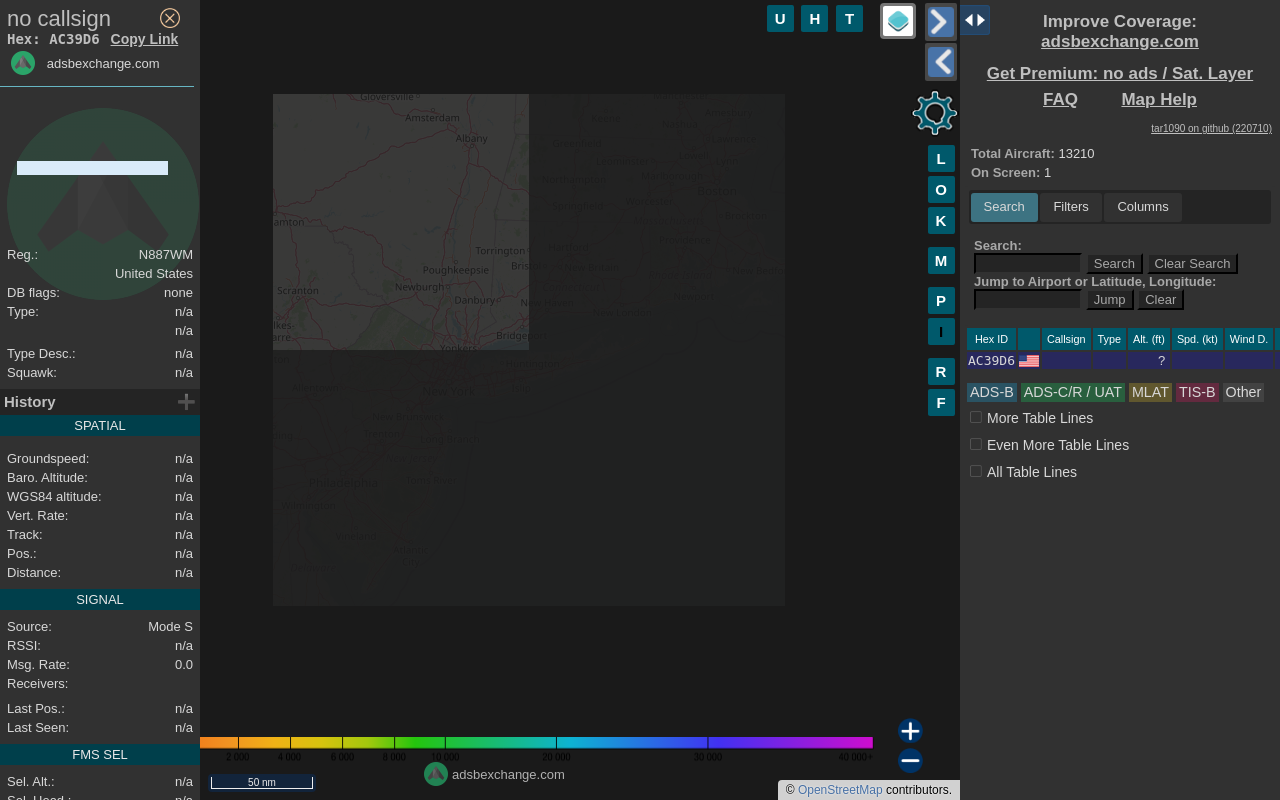 no callsign
Hex: AC39D6 Copy Link
adsbexchange.com
Reg.: N887WM
United States
DB flags: none
Type: n/a
n/a
Type Desc.: n/a
Squawk: n/a
History
SPATIAL
Groundspeed: n/a
Baro. Altitude: n/a
WGS84 altitude: n/a
Vert. Rate: n/a
Track: n/a
Pos.: n/a
Distance: n/a
SIGNAL
Source: Mode S
RSSI: n/a
Msg. Rate: 0.0
Receivers:
Last Pos.: n/a
Last Seen: n/a
FMS SEL
Sel. Alt.: n/a
Sel. Head.: n/a
U H T
L
O
K
M
P
I
R
F
Gloversville
Amsterdam
Albany
Torrington
Poughkeepsie
Scranton
Newburgh
Danbury
Yonkers
Philadelphia
2 000 4 000 6 000 8 000 10 000 20 000 30 000 40 000+
50 nm
adsbexchange.com
© OpenStreetMap contributors.
Improve Coverage:
adsbexchange.com
Get Premium: no ads / Sat. Layer
FAQ Map Help
tar1090 on github (220710)
Total Aircraft: 13210
On Screen: 1
Search Filters Columns
Search:
Search Clear Search
Jump to Airport or Latitude, Longitude:
Jump Clear
Hex ID Callsign Type Alt. (ft) Spd. (kt) Wind D.
AC39D6 ?
ADS-B ADS-C/R / UAT MLAT TIS-B Other
More Table Lines
Even More Table Lines
All Table Lines